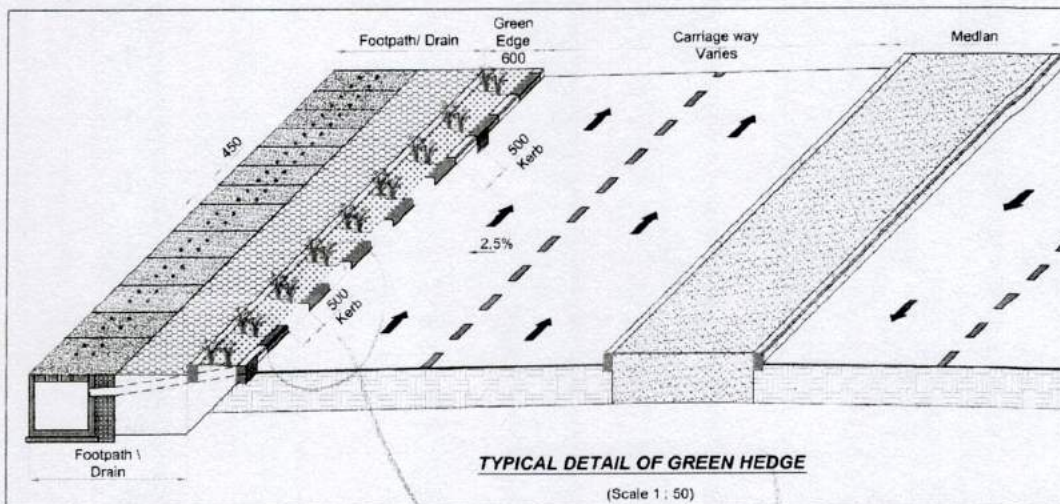 Footpath/ Drain
Green
Edge
600
Carriage way
Varies
Median
450
500
Kerb
2.5%
500
Kerb
Footpath \
Drain
TYPICAL DETAIL OF GREEN HEDGE
(Scale 1 : 50)